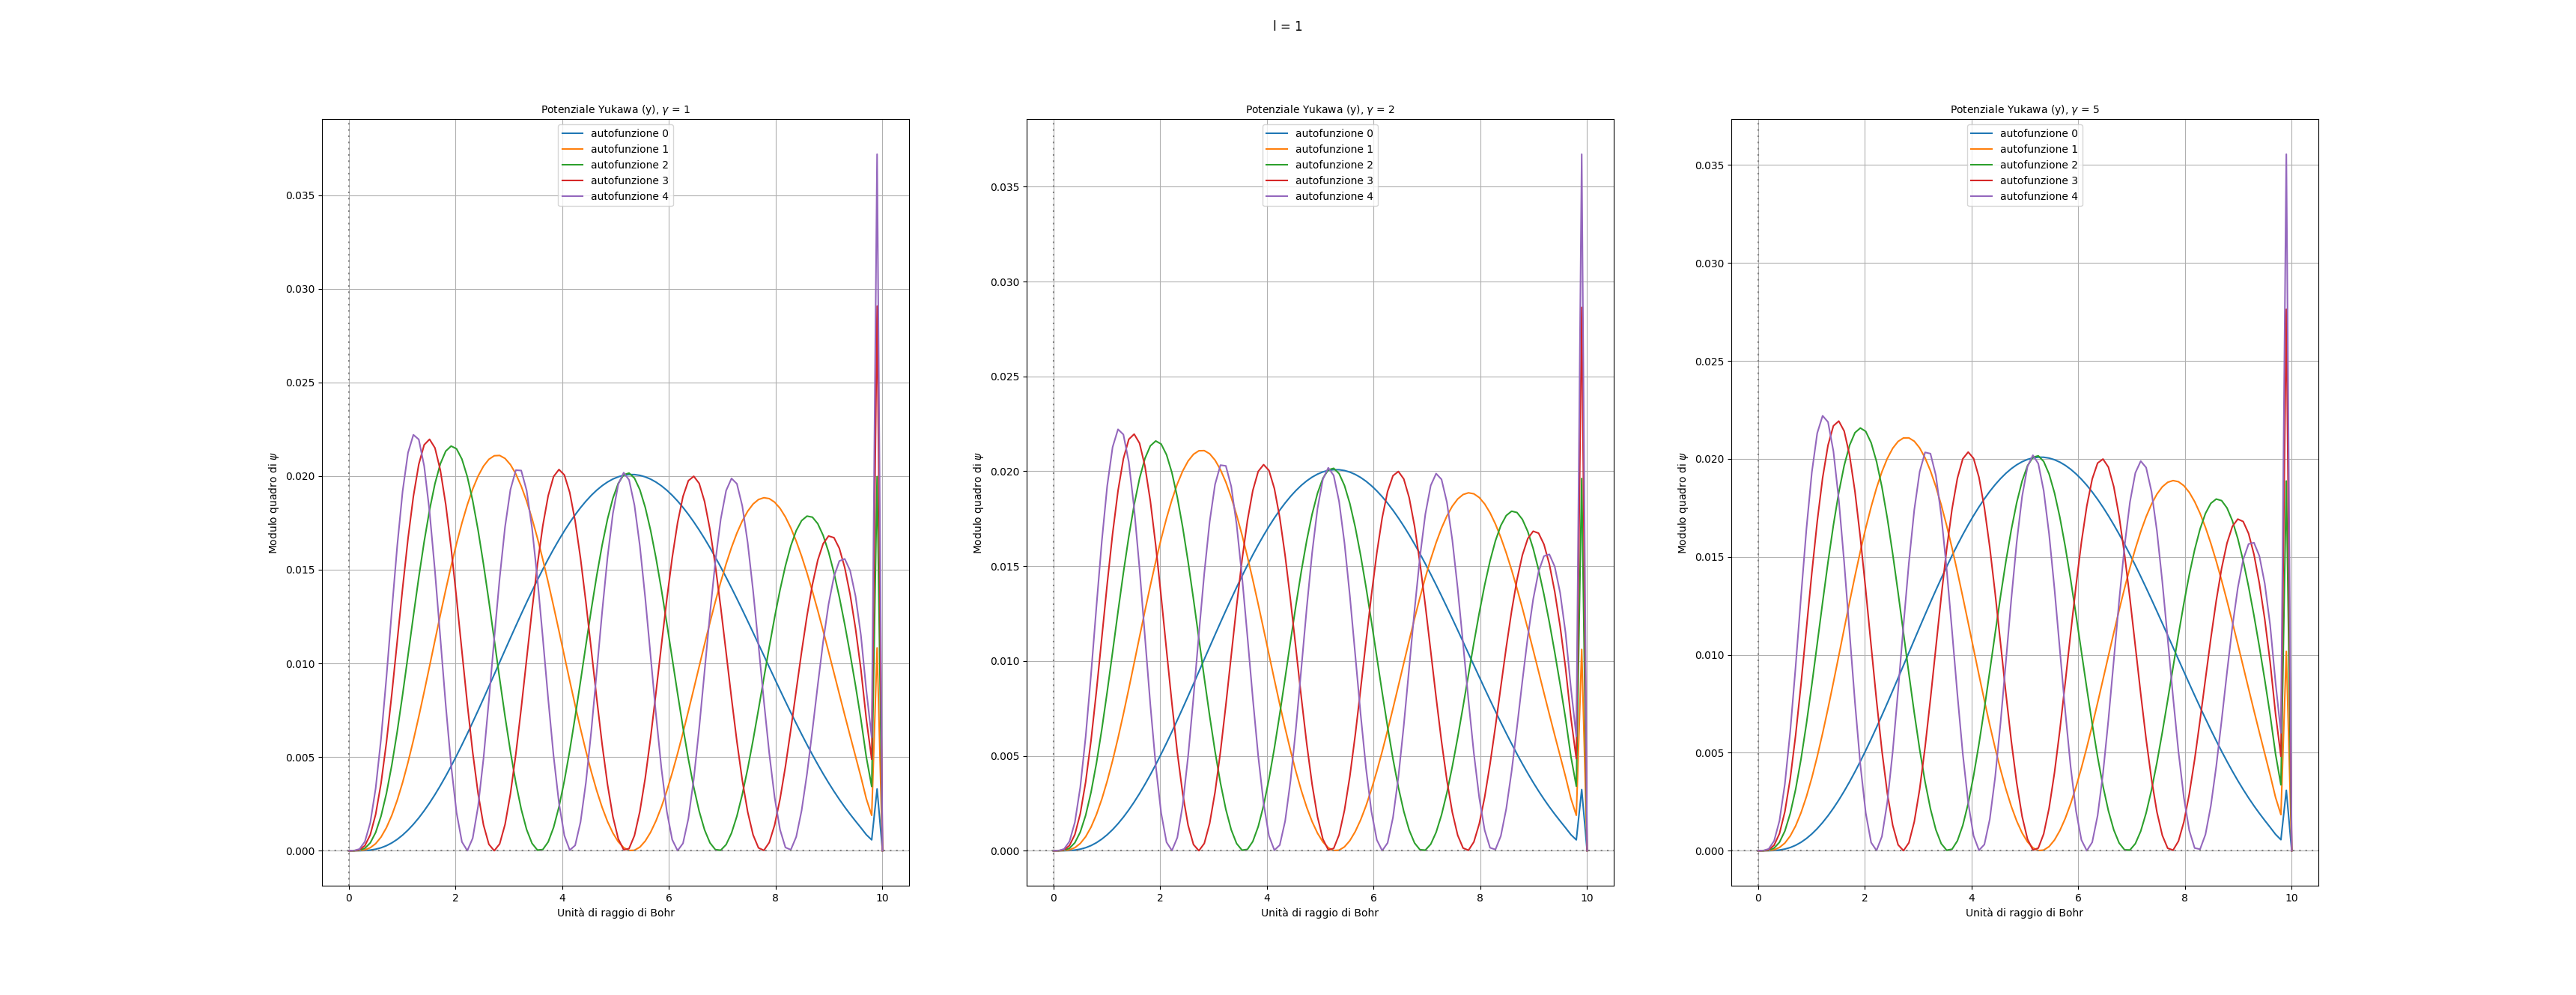 l = 1
Potenziale Yukawa (y), γ = 1
autofunzione 0
autofunzione 1
autofunzione 2
autofunzione 3
autofunzione 4
Modulo quadro di ψ
0.035
0.030
0.025
0.020
0.015
0.010
0.005
0.000
0 2 4 6 8 10
Unità di raggio di Bohr
Potenziale Yukawa (y), γ = 2
autofunzione 0
autofunzione 1
autofunzione 2
autofunzione 3
autofunzione 4
Modulo quadro di ψ
0.035
0.030
0.025
0.020
0.015
0.010
0.005
0.000
0 2 4 6 8 10
Unità di raggio di Bohr
Potenziale Yukawa (y), γ = 5
autofunzione 0
autofunzione 1
autofunzione 2
autofunzione 3
autofunzione 4
Modulo quadro di ψ
0.035
0.030
0.025
0.020
0.015
0.010
0.005
0.000
0 2 4 6 8 10
Unità di raggio di Bohr